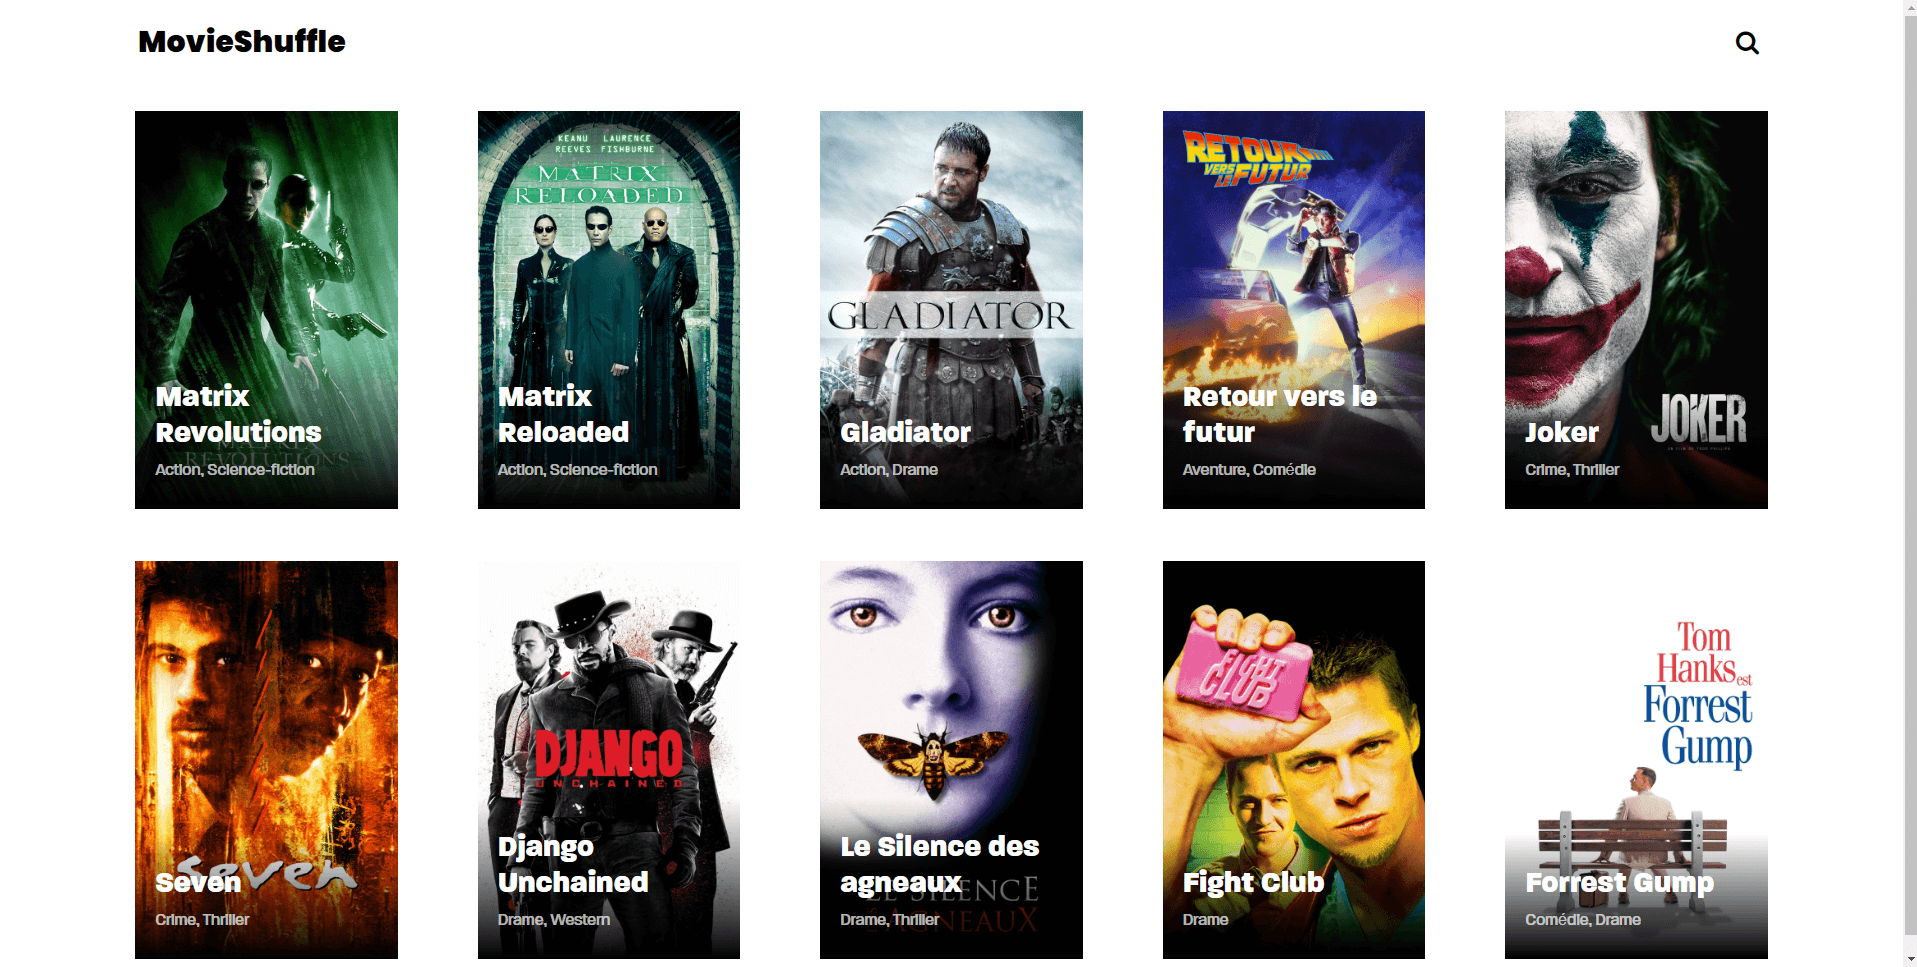 MovieShuffle
Matrix
Revolutions
REVOLUTIONS
Action, Science-fiction
KEANU LAURENCE
REEVES FISHBURNE
MATRIX
RELOADED
Matrix
Reloaded
Action, Science-fiction
GLADIATOR
Gladiator
Action, Drame
RETOUR
VERS
LE FUTUR
Retour vers le
futur
Aventure, Comédie
JOKER
Joker
Crime, Thriller
Seven
Seven
Crime, Thriller
DJANGO
UNCHAINED
Django
Unchained
Drame, Western
Le Silence des
agneaux
LE SILENCE
AGNEAUX
Drame, Thriller
FIGHT
CLUB
Fight Club
Drame
Tom
Hanks est
Forrest
Gump
Forrest Gump
Comédie, Drame